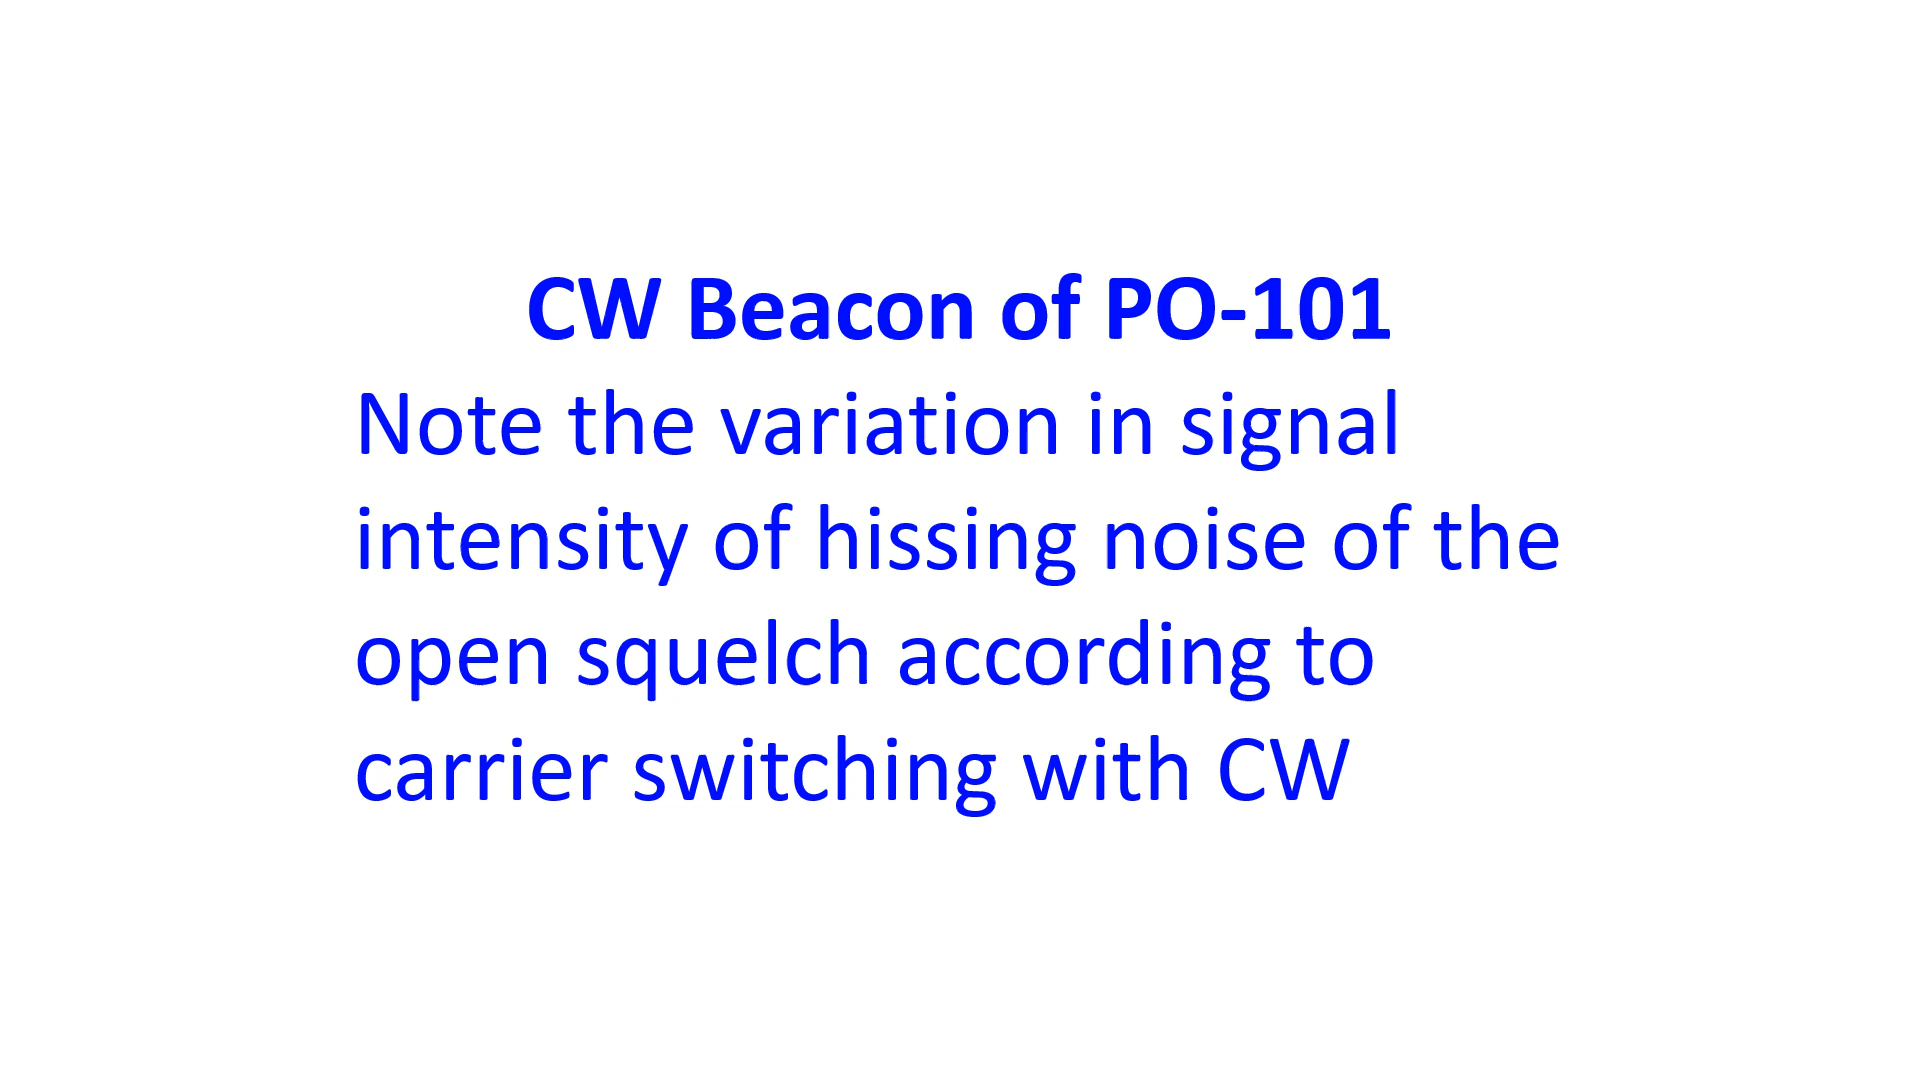 CW Beacon of PO-101
Note the variation in signal
intensity of hissing noise of the
open squelch according to
carrier switching with CW